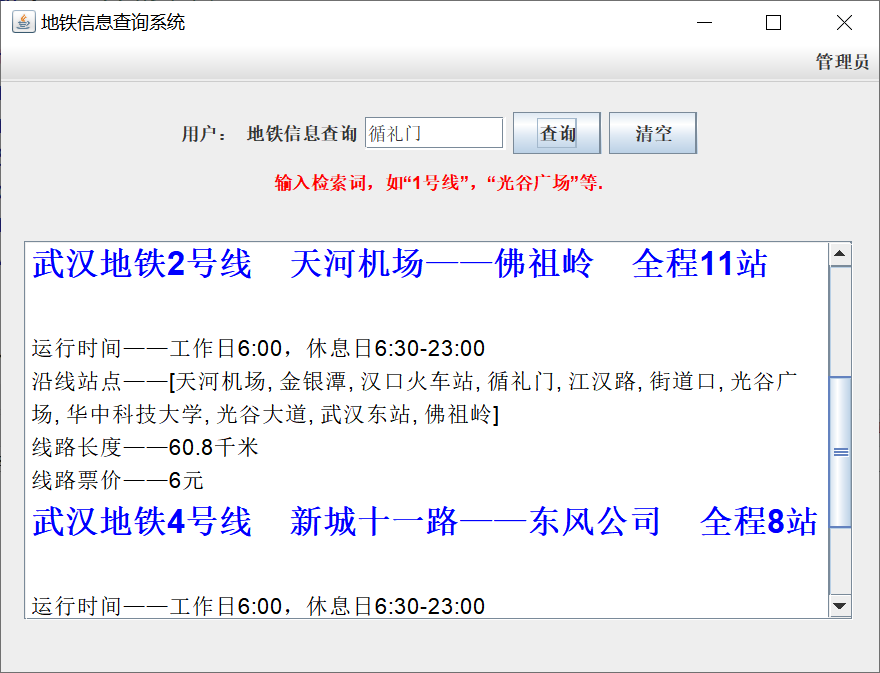 地铁信息查询系统
管理员
用户： 地铁信息查询 循礼门 查询 清空
输入检索词，如“1号线”，“光谷广场”等.
武汉地铁2号线 天河机场——佛祖岭 全程11站
运行时间——工作日6:00，休息日6:30-23:00
沿线站点——[天河机场, 金银潭, 汉口火车站, 循礼门, 江汉路, 街道口, 光谷广
场, 华中科技大学, 光谷大道, 武汉东站, 佛祖岭]
线路长度——60.8千米
线路票价——6元
武汉地铁4号线 新城十一路——东风公司 全程8站
运行时间——工作日6:00，休息日6:30-23:00